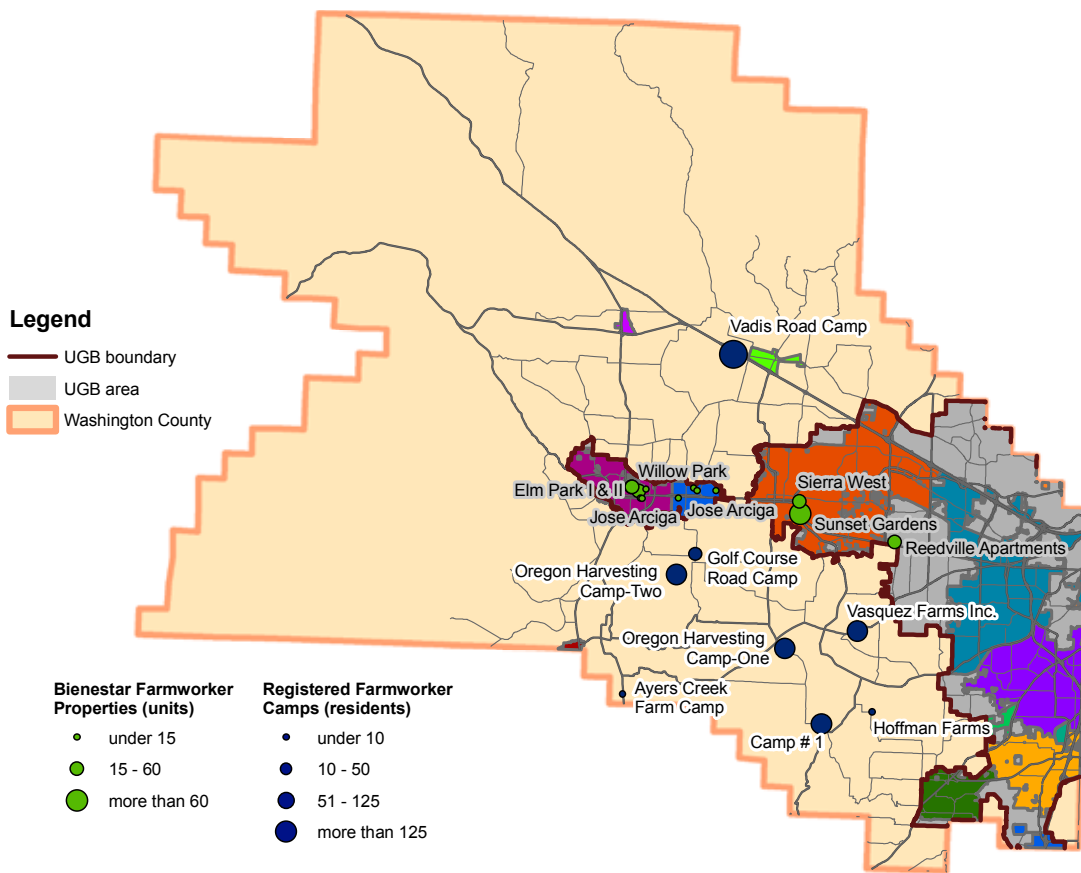 Vadis Road Camp
Legend
UGB boundary
UGB area
Washington County
Willow Park
Elm Park I & II
Jose Arciga
Jose Arciga
Sierra West
Sunset Gardens
Reedville Apartments
Golf Course
Road Camp
Oregon Harvesting
Camp-Two
Vasquez Farms Inc.
Oregon Harvesting
Camp-One
Ayers Creek
Farm Camp
Hoffman Farms
Camp # 1
Bienestar Farmworker
Properties (units)
under 15
15 - 60
more than 60
Registered Farmworker
Camps (residents)
under 10
10 - 50
51 - 125
more than 125